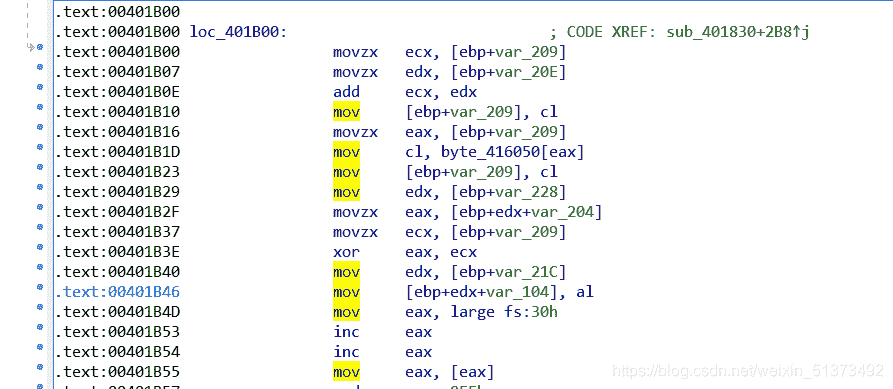 .text:00401B00
.text:00401B00 loc_401B00: ; CODE XREF: sub_401830+2B8↑j
.text:00401B00 movzx ecx, [ebp+var_209]
.text:00401B07 movzx edx, [ebp+var_20E]
.text:00401B0E add ecx, edx
.text:00401B10 mov [ebp+var_209], cl
.text:00401B16 movzx eax, [ebp+var_209]
.text:00401B1D mov cl, byte_416050[eax]
.text:00401B23 mov [ebp+var_209], cl
.text:00401B29 mov edx, [ebp+var_228]
.text:00401B2F movzx eax, [ebp+edx+var_204]
.text:00401B37 movzx ecx, [ebp+var_209]
.text:00401B3E xor eax, ecx
.text:00401B40 mov edx, [ebp+var_21C]
.text:00401B46 mov [ebp+edx+var_104], al
.text:00401B4D mov eax, large fs:30h
.text:00401B53 inc eax
.text:00401B54 inc eax
.text:00401B55 mov eax, [eax]
https://blog.csdn.net/weixin_51373492